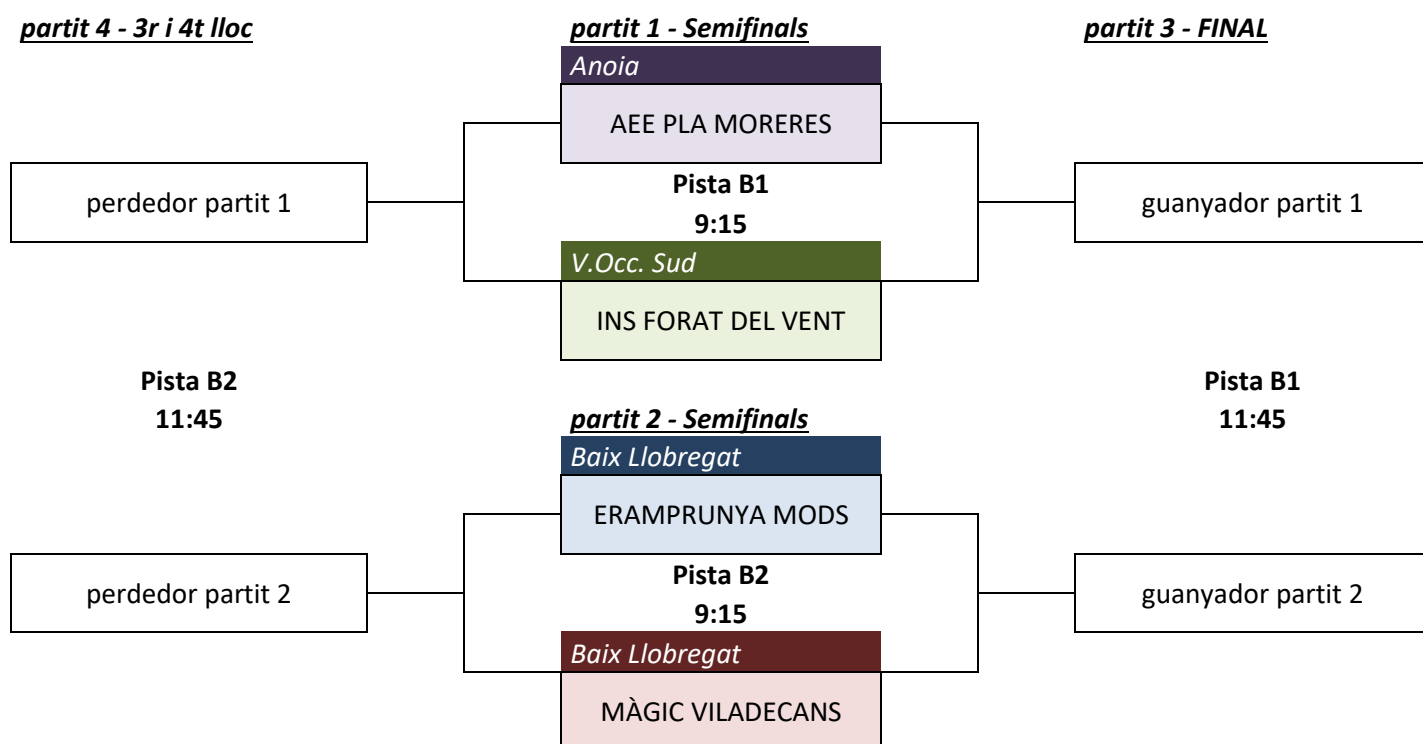 partit 4 - 3r i 4t lloc
partit 1 - Semifinals
partit 3 - FINAL
Anoia
AEE PLA MORERES
perdedor partit 1
Pista B1
9:15
guanyador partit 1
V.Occ. Sud
INS FORAT DEL VENT
Pista B2
11:45
Pista B1
11:45
partit 2 - Semifinals
Baix Llobregat
ERAMPRUNYA MODS
perdedor partit 2
Pista B2
9:15
guanyador partit 2
Baix Llobregat
MÀGIC VILADECANS